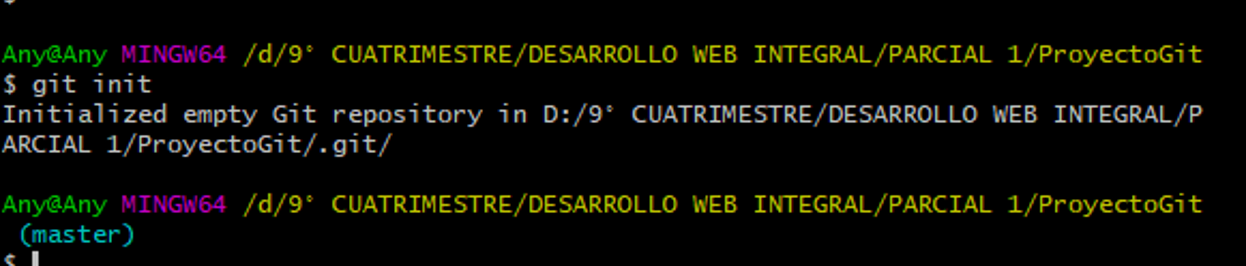 Any@Any MINGW64 /d/9° CUATRIMESTRE/DESARROLLO WEB INTEGRAL/PARCIAL 1/ProyectoGit
$ git init
Initialized empty Git repository in D:/9° CUATRIMESTRE/DESARROLLO WEB INTEGRAL/P
ARCIAL 1/ProyectoGit/.git/
Any@Any MINGW64 /d/9° CUATRIMESTRE/DESARROLLO WEB INTEGRAL/PARCIAL 1/ProyectoGit
(master)
$